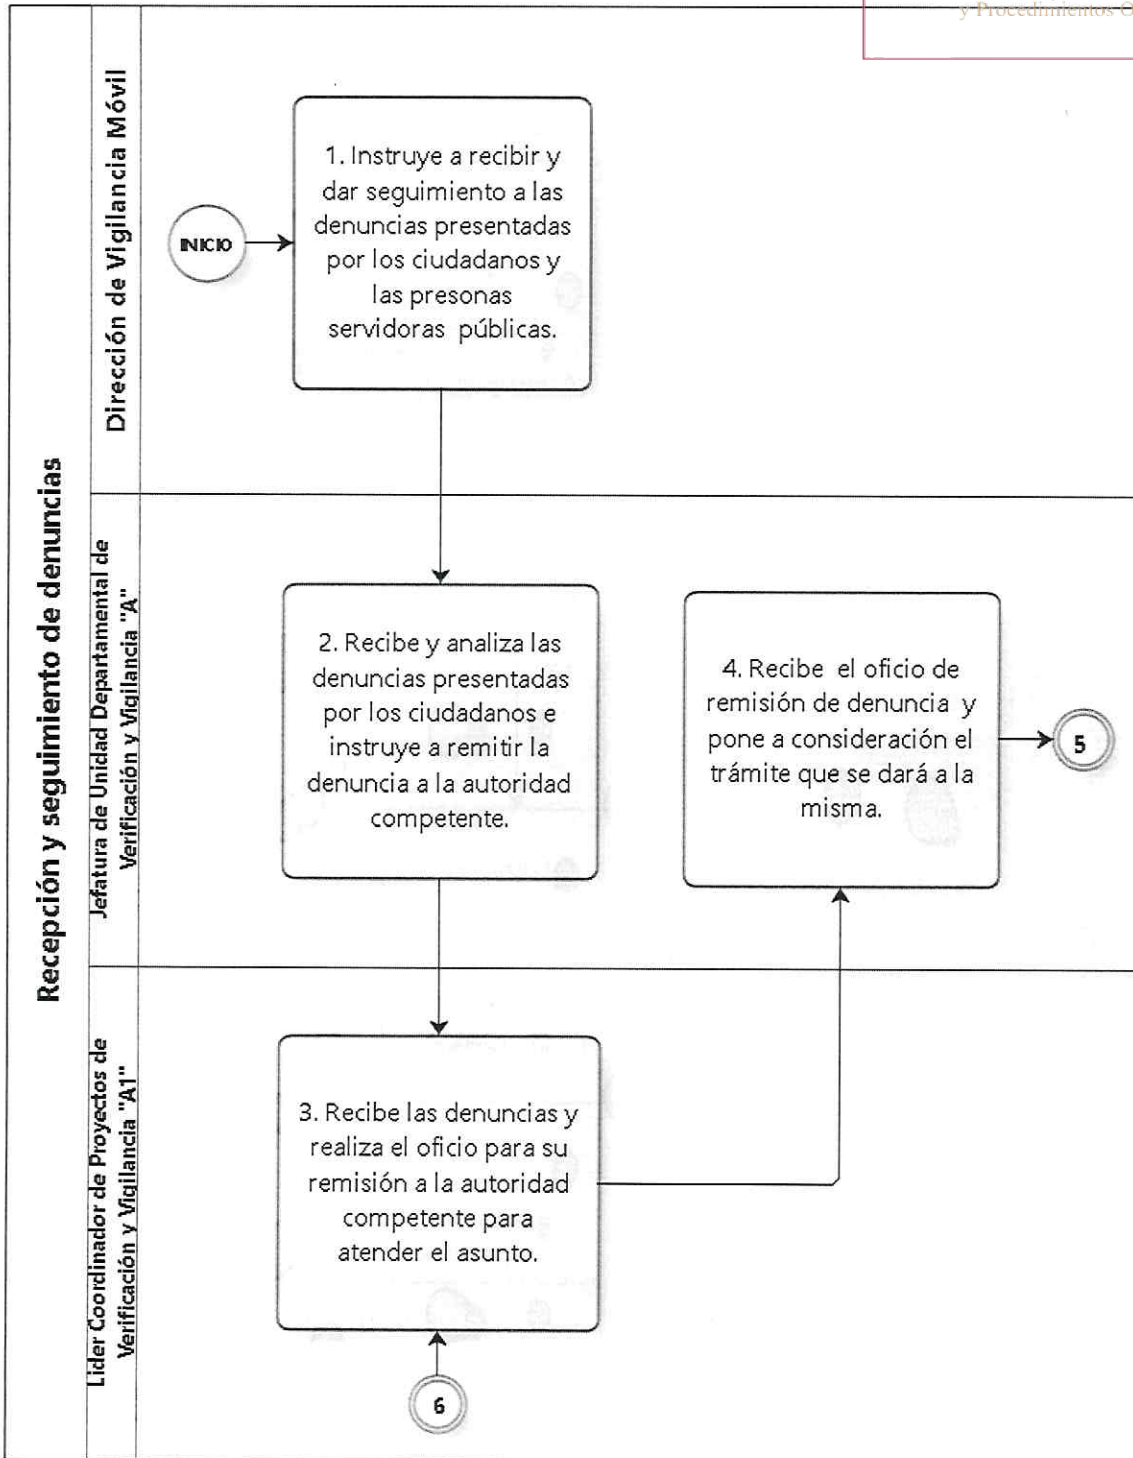 y Procedimientos O
Recepción y seguimiento de denuncias
Dirección de Vigilancia Móvil
INICIO
1. Instruye a recibir y
dar seguimiento a las
denuncias presentadas
por los ciudadanos y
las presonas
servidoras públicas.
Jefatura de Unidad Departamental de
Verificación y Vigilancia "A"
2. Recibe y analiza las
denuncias presentadas
por los ciudadanos e
instruye a remitir la
denuncia a la autoridad
competente.
4. Recibe el oficio de
remisión de denuncia y
pone a consideración el
trámite que se dará a la
misma.
5
Lider Coordinador de Proyectos de
Verificación y Vigilancia "A1"
3. Recibe las denuncias y
realiza el oficio para su
remisión a la autoridad
competente para
atender el asunto.
6